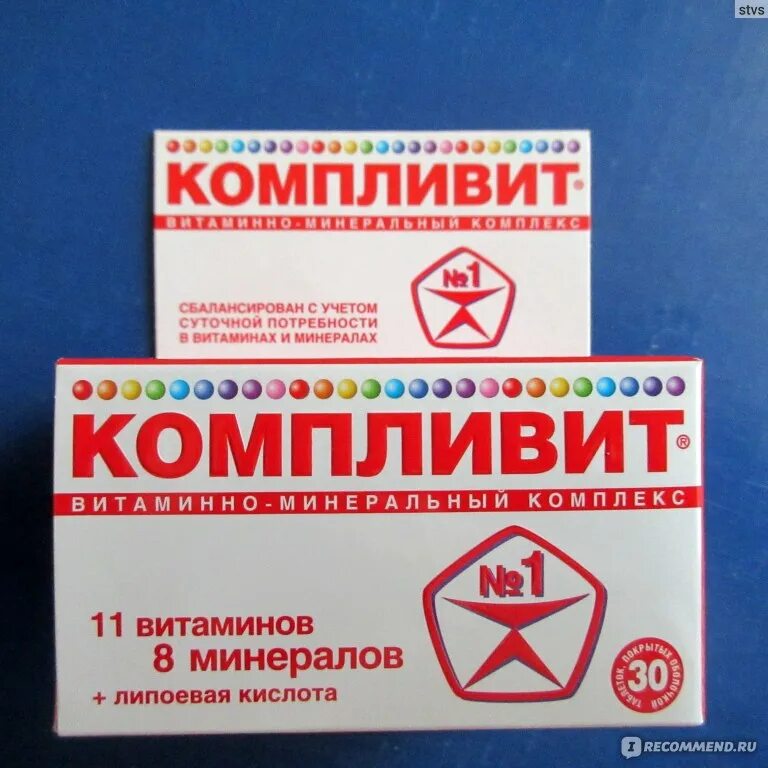 stvs
КОМПЛИВИТ®
ВИТАМИННО-МИНЕРАЛЬНЫЙ КОМПЛЕКС
№1
СБАЛАНСИРОВАН С УЧЕТОМ
СУТОЧНОЙ ПОТРЕБНОСТИ
В ВИТАМИНАХ И МИНЕРАЛАХ
КОМПЛИВИТ®
ВИТАМИННО-МИНЕРАЛЬНЫЙ КОМПЛЕКС
№1
11 витаминов
8 минералов
+ липоевая кислота
30
ТАБЛЕТОК, ПОКРЫТЫХ ОБОЛОЧКОЙ
IRECOMMEND.RU